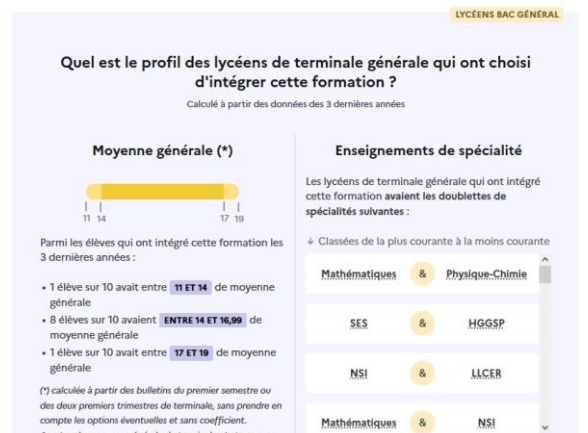 LYCÉENS BAC GÉNÉRAL
Quel est le profil des lycéens de terminale générale qui ont choisi
d'intégrer cette formation ?
Calculé à partir des données des 3 dernières années
Moyenne générale (*)
11 14 17 19
Parmi les élèves qui ont intégré cette formation les
3 dernières années :
• 1 élève sur 10 avait entre 11 ET 14 de moyenne
générale
• 8 élèves sur 10 avaient ENTRE 14 ET 16,99 de
moyenne générale
• 1 élève sur 10 avait entre 17 ET 19 de moyenne
générale
(*) calculée à partir des bulletins du premier semestre ou
des deux premiers trimestres de terminale, sans prendre en
compte les options éventuelles et sans coefficient.
Enseignements de spécialité
Les lycéens de terminale générale qui ont intégré
cette formation avaient les doublettes de
spécialités suivantes :
↓ Classées de la plus courante à la moins courante
Mathématiques & Physique-Chimie
SES & HGGSP
NSI & LLCER
Mathématiques & NSI